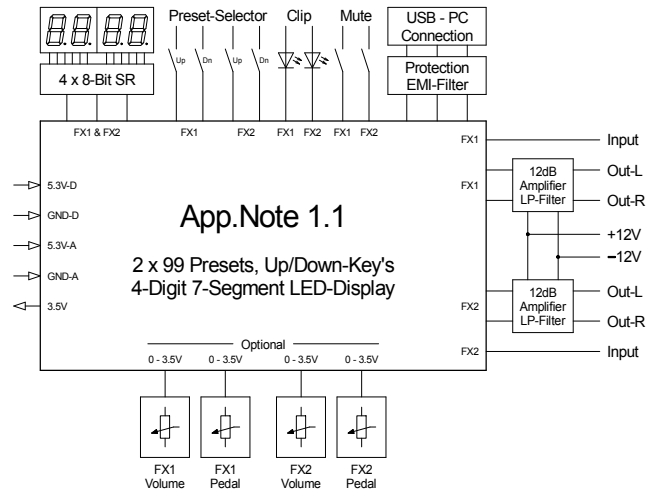 88 88
Preset-Selector Clip Mute
USB - PC
Connection
Up Dn Up Dn
4 x 8-Bit SR
Protection
EMI-Filter
FX1 & FX2 FX1 FX2 FX1 FX2 FX1 FX2
FX1 Input
12dB
Amplifier
LP-Filter
FX1 Out-L
Out-R
5.3V-D
GND-D
5.3V-A
GND-A
3.5V
App.Note 1.1
2 x 99 Presets, Up/Down-Key's
4-Digit 7-Segment LED-Display
+12V
−12V
12dB
Amplifier
LP-Filter
FX2 Out-L
Out-R
FX2 Input
Optional
0 - 3.5V 0 - 3.5V 0 - 3.5V 0 - 3.5V
FX1
Volume
FX1
Pedal
FX2
Volume
FX2
Pedal